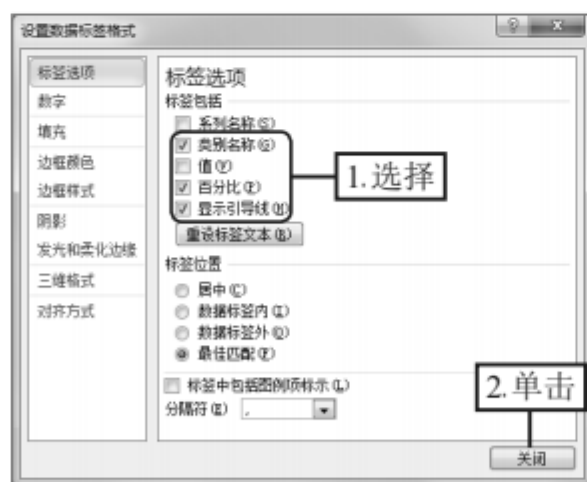 设置数据标签格式
标签选项
数字
填充
边框颜色
边框样式
阴影
发光和柔化边缘
三维格式
对齐方式
标签选项
标签包括
系列名称(S)
类别名称(G)
值(V)
百分比(P)
显示引导线(H)
1.选择
重设标签文本(R)
标签位置
居中(C)
数据标签内(I)
数据标签外(O)
最佳匹配(F)
标签中包括图例项标示(L)
分隔符(E) ,
2.单击
关闭